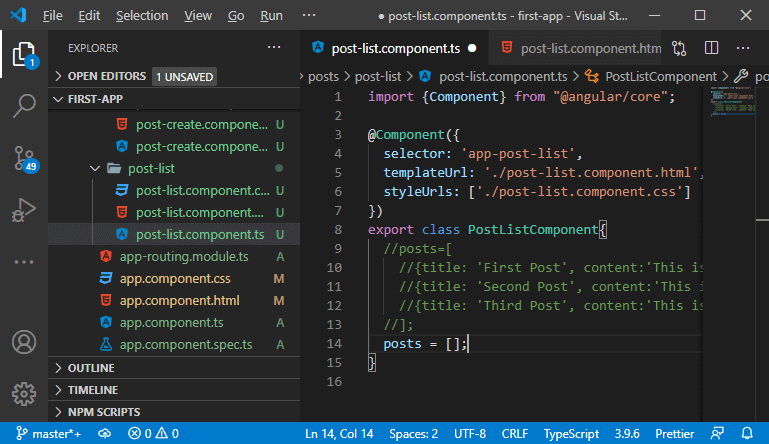 File Edit Selection View Go Run ··· ● post-list.component.ts - first-app - Visual St...
EXPLORER ···
OPEN EDITORS 1 UNSAVED
FIRST-APP
post-create.compone... U
post-create.compone... U
post-list
post-list.component.c... U
post-list.component.... U
post-list.component.ts U
app-routing.module.ts A
app.component.css M
app.component.html M
app.component.ts A
app.component.spec.ts A
OUTLINE
TIMELINE
NPM SCRIPTS
1
49
post-list.component.ts ● post-list.component.htm ···
posts > post-list > post-list.component.ts > PostListComponent > po
1 import {Component} from "@angular/core";
2
3 @Component({
4 selector: 'app-post-list',
5 templateUrl: './post-list.component.html',
6 styleUrls: ['./post-list.component.css']
7 })
8 export class PostListComponent{
9 //posts=[
10 //{title: 'First Post', content:'This is
11 //{title: 'Second Post', content:'This is
12 //{title: 'Third Post', content:'This is
13 //];
14 posts = [];
15 }
16
master*+ 0 0 Ln 14, Col 14 Spaces: 2 UTF-8 CRLF TypeScript 3.9.6 Prettier